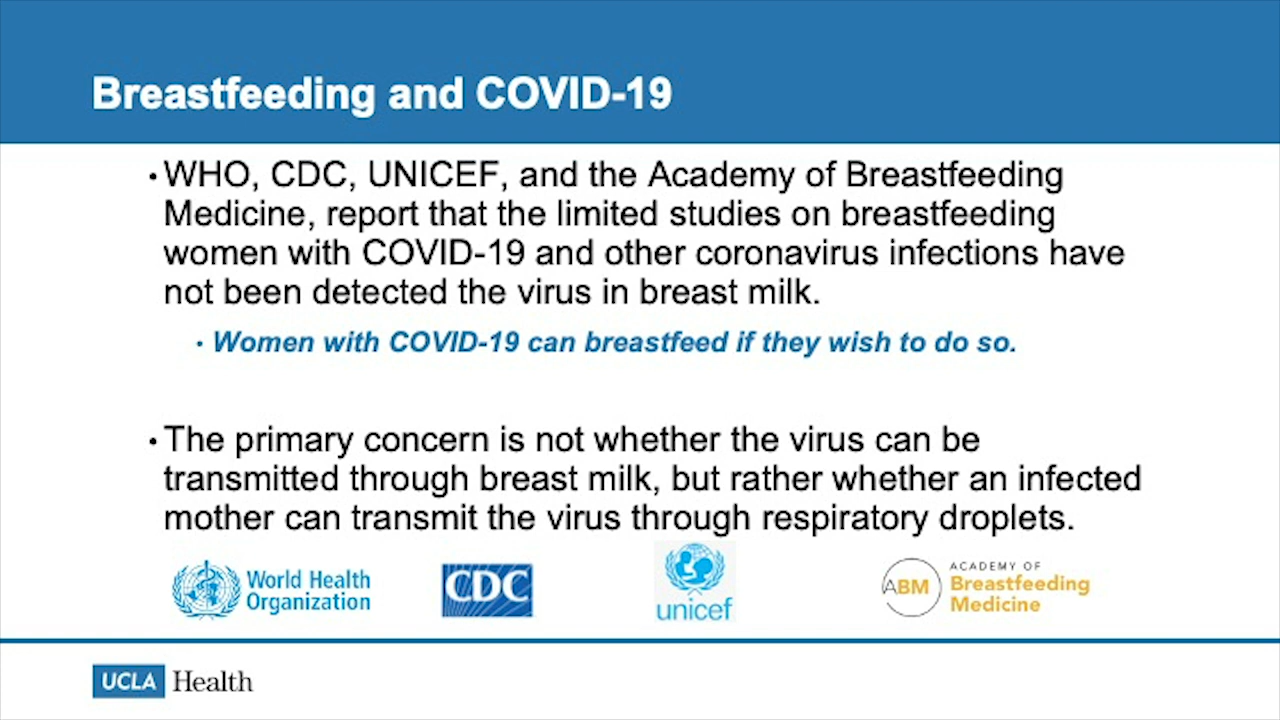 Breastfeeding and COVID-19
• WHO, CDC, UNICEF, and the Academy of Breastfeeding
Medicine, report that the limited studies on breastfeeding
women with COVID-19 and other coronavirus infections have
not been detected the virus in breast milk.
• Women with COVID-19 can breastfeed if they wish to do so.
• The primary concern is not whether the virus can be
transmitted through breast milk, but rather whether an infected
mother can transmit the virus through respiratory droplets.
World Health
Organization
CDC
unicef
ABM
ACADEMY OF
Breastfeeding
Medicine
UCLA Health